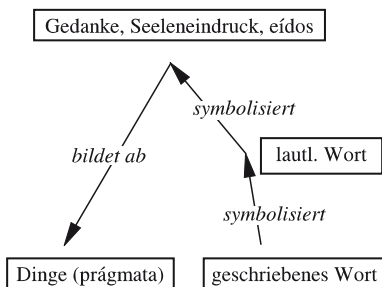 Gedanke, Seeleneindruck, eídos
symbolisiert
bildet ab
lautl. Wort
symbolisiert
Dinge (prágmata)
geschriebenes Wort